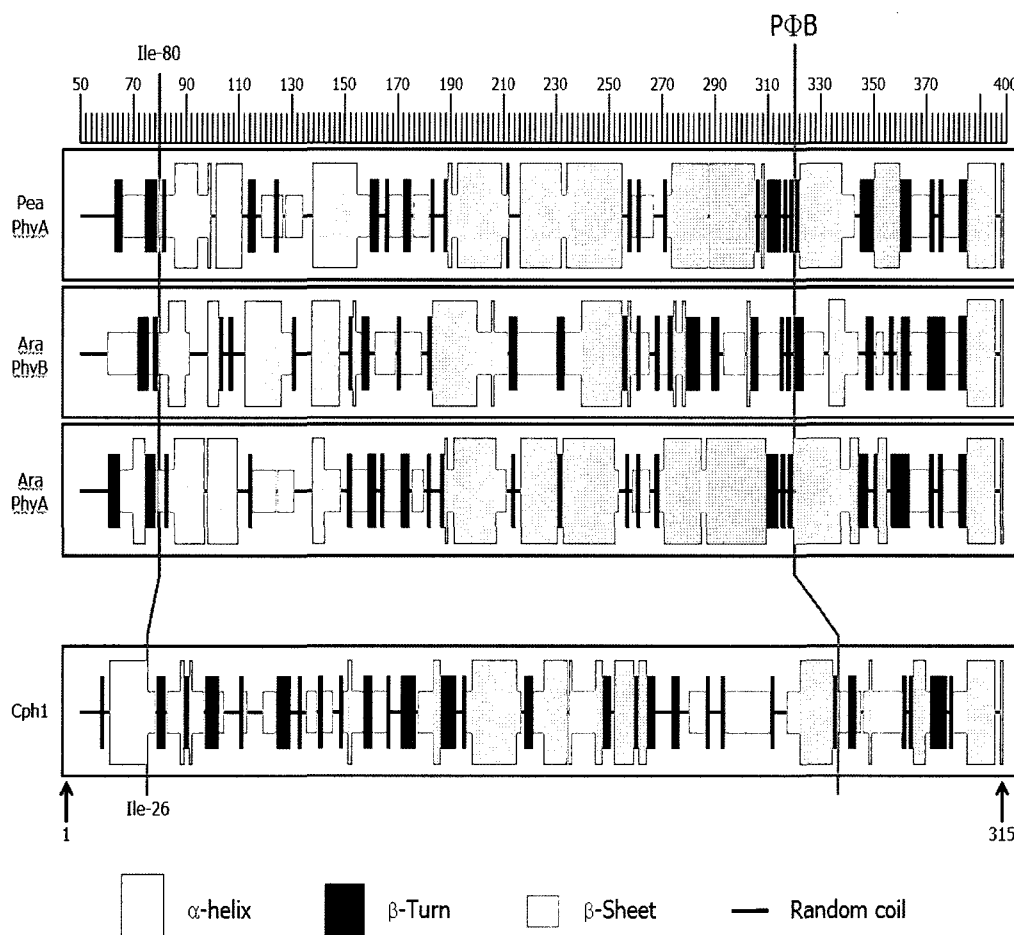 PΦB
Ile-80
50 70 90 110 130 150 170 190 210 230 250 270 290 310 330 350 370 400
Pea
PhyA
Ara
PhyB
Ara
PhyA
Cph1
Ile-26
1
315
α-helix
β-Turn
β-Sheet
Random coil